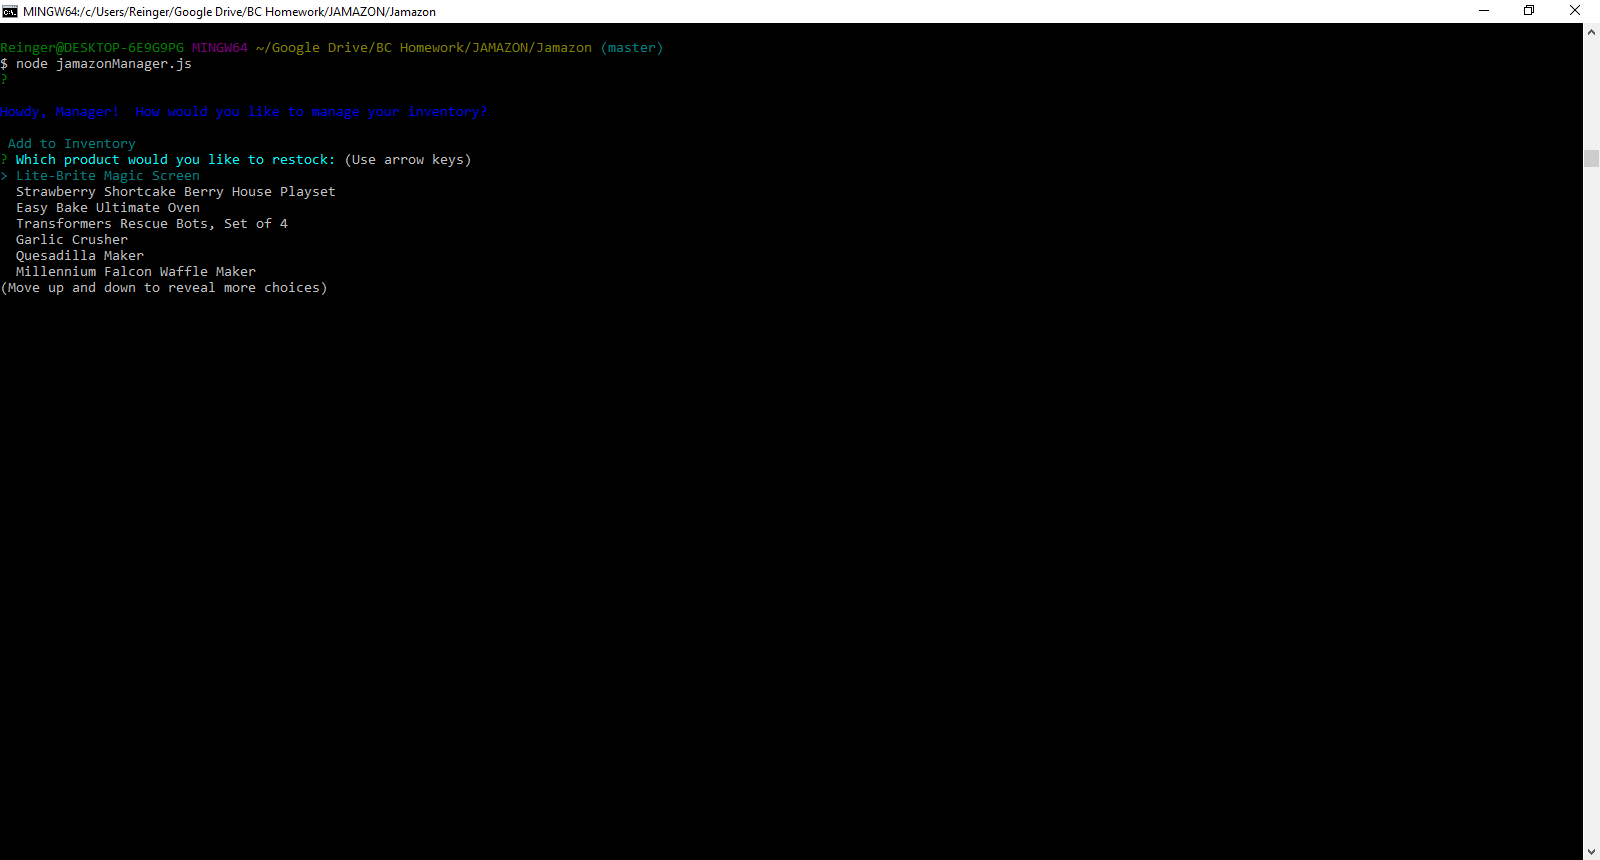 MINGW64:/c/Users/Reinger/Google Drive/BC Homework/JAMAZON/Jamazon
Reinger@DESKTOP-6E9G9PG MINGW64 ~/Google Drive/BC Homework/JAMAZON/Jamazon (master)
$ node jamazonManager.js
?
Howdy, Manager!  How would you like to manage your inventory?
Add to Inventory
? Which product would you like to restock: (Use arrow keys)
> Lite-Brite Magic Screen
Strawberry Shortcake Berry House Playset
Easy Bake Ultimate Oven
Transformers Rescue Bots, Set of 4
Garlic Crusher
Quesadilla Maker
Millennium Falcon Waffle Maker
(Move up and down to reveal more choices)